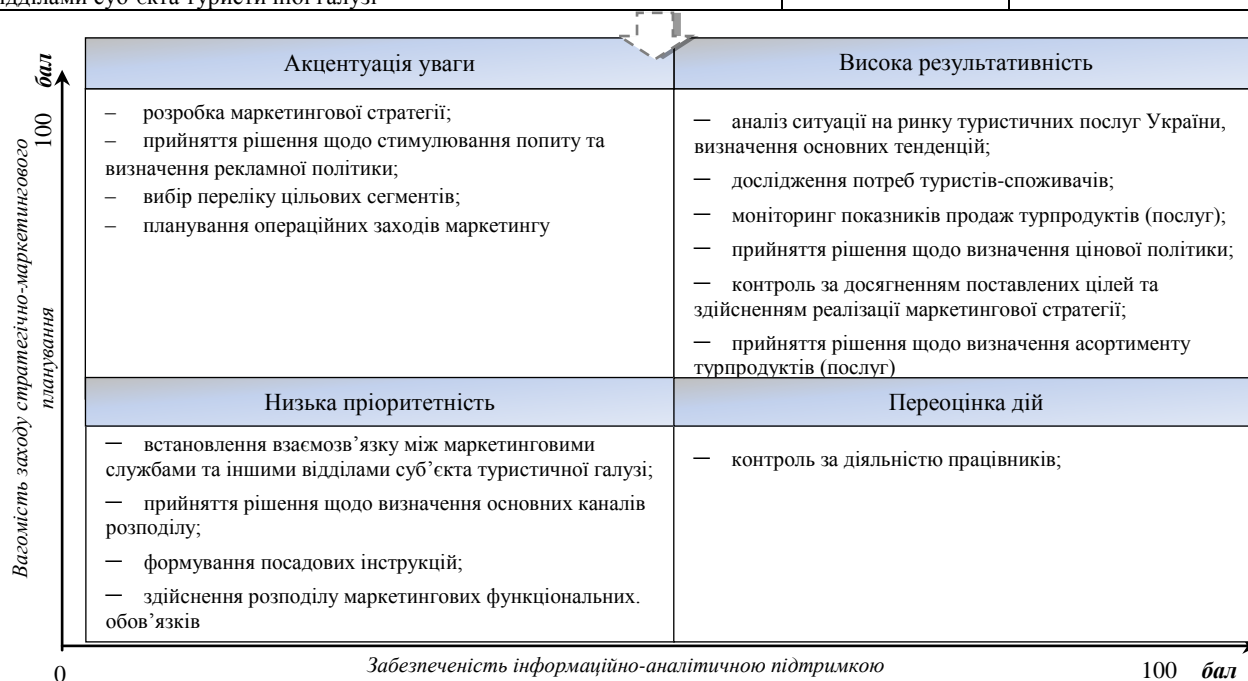 відділами суб’єкта туристичної галузі
Акцентуація уваги
– розробка маркетингової стратегії;
– прийняття рішення щодо стимулювання попиту та
визначення рекламної політики;
– вибір переліку цільових сегментів;
– планування операційних заходів маркетингу
Висока результативність
– аналіз ситуації на ринку туристичних послуг України,
визначення основних тенденцій;
– дослідження потреб туристів-споживачів;
– моніторинг показників продаж турпродуктів (послуг);
– прийняття рішення щодо визначення цінової політики;
– контроль за досягненням поставлених цілей та
здійсненням реалізації маркетингової стратегії;
– прийняття рішення щодо визначення асортименту
турпродуктів (послуг)
Низька пріоритетність
– встановлення взаємозв’язку між маркетинговими
службами та іншими відділами суб’єкта туристичної галузі;
– прийняття рішення щодо визначення основних каналів
розподілу;
– формування посадових інструкцій;
– здійснення розподілу маркетингових функціональних.
обов’язків
Переоцінка дій
– контроль за діяльністю працівників;
Вагомість заходу стратегічно-маркетингового
планування
100 бал
0
Забезпеченість інформаційно-аналітичною підтримкою
100 бал